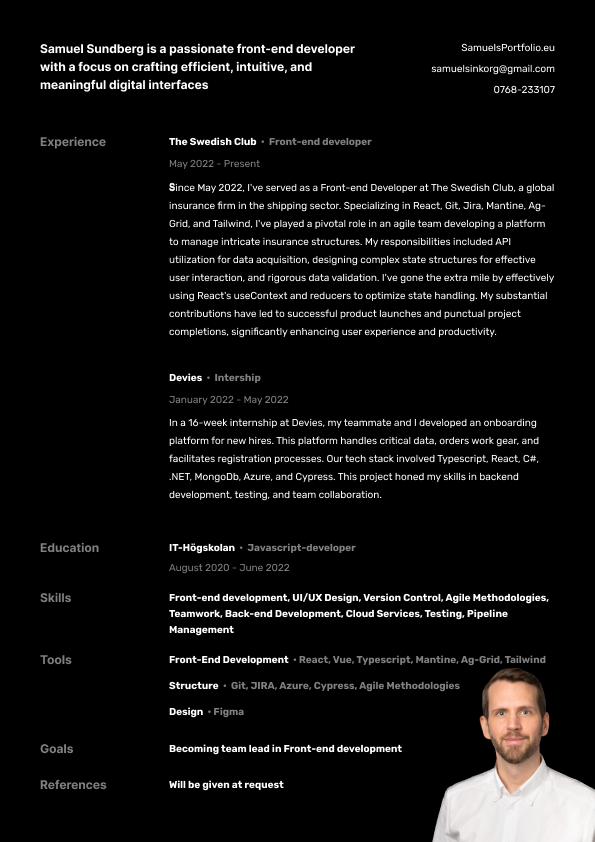 Samuel Sundberg is a passionate front-end developer
with a focus on crafting efficient, intuitive, and
meaningful digital interfaces
SamuelsPortfolio.eu
samuelsinkorg@gmail.com
0768-233107
Experience
The Swedish Club · Front-end developer
May 2022 - Present
Since May 2022, I've served as a Front-end Developer at The Swedish Club, a global
insurance firm in the shipping sector. Specializing in React, Git, Jira, Mantine, Ag-
Grid, and Tailwind, I've played a pivotal role in an agile team developing a platform
to manage intricate insurance structures. My responsibilities included API
utilization for data acquisition, designing complex state structures for effective
user interaction, and rigorous data validation. I've gone the extra mile by effectively
using React's useContext and reducers to optimize state handling. My substantial
contributions have led to successful product launches and punctual project
completions, significantly enhancing user experience and productivity.
Devies · Intership
January 2022 - May 2022
In a 16-week internship at Devies, my teammate and I developed an onboarding
platform for new hires. This platform handles critical data, orders work gear, and
facilitates registration processes. Our tech stack involved Typescript, React, C#,
.NET, MongoDb, Azure, and Cypress. This project honed my skills in backend
development, testing, and team collaboration.
Education
IT-Högskolan · Javascript-developer
August 2020 - June 2022
Skills
Front-end development, UI/UX Design, Version Control, Agile Methodologies,
Teamwork, Back-end Development, Cloud Services, Testing, Pipeline
Management
Tools
Front-End Development · React, Vue, Typescript, Mantine, Ag-Grid, Tailwind
Structure · Git, JIRA, Azure, Cypress, Agile Methodologies
Design · Figma
Goals
Becoming team lead in Front-end development
References
Will be given at request